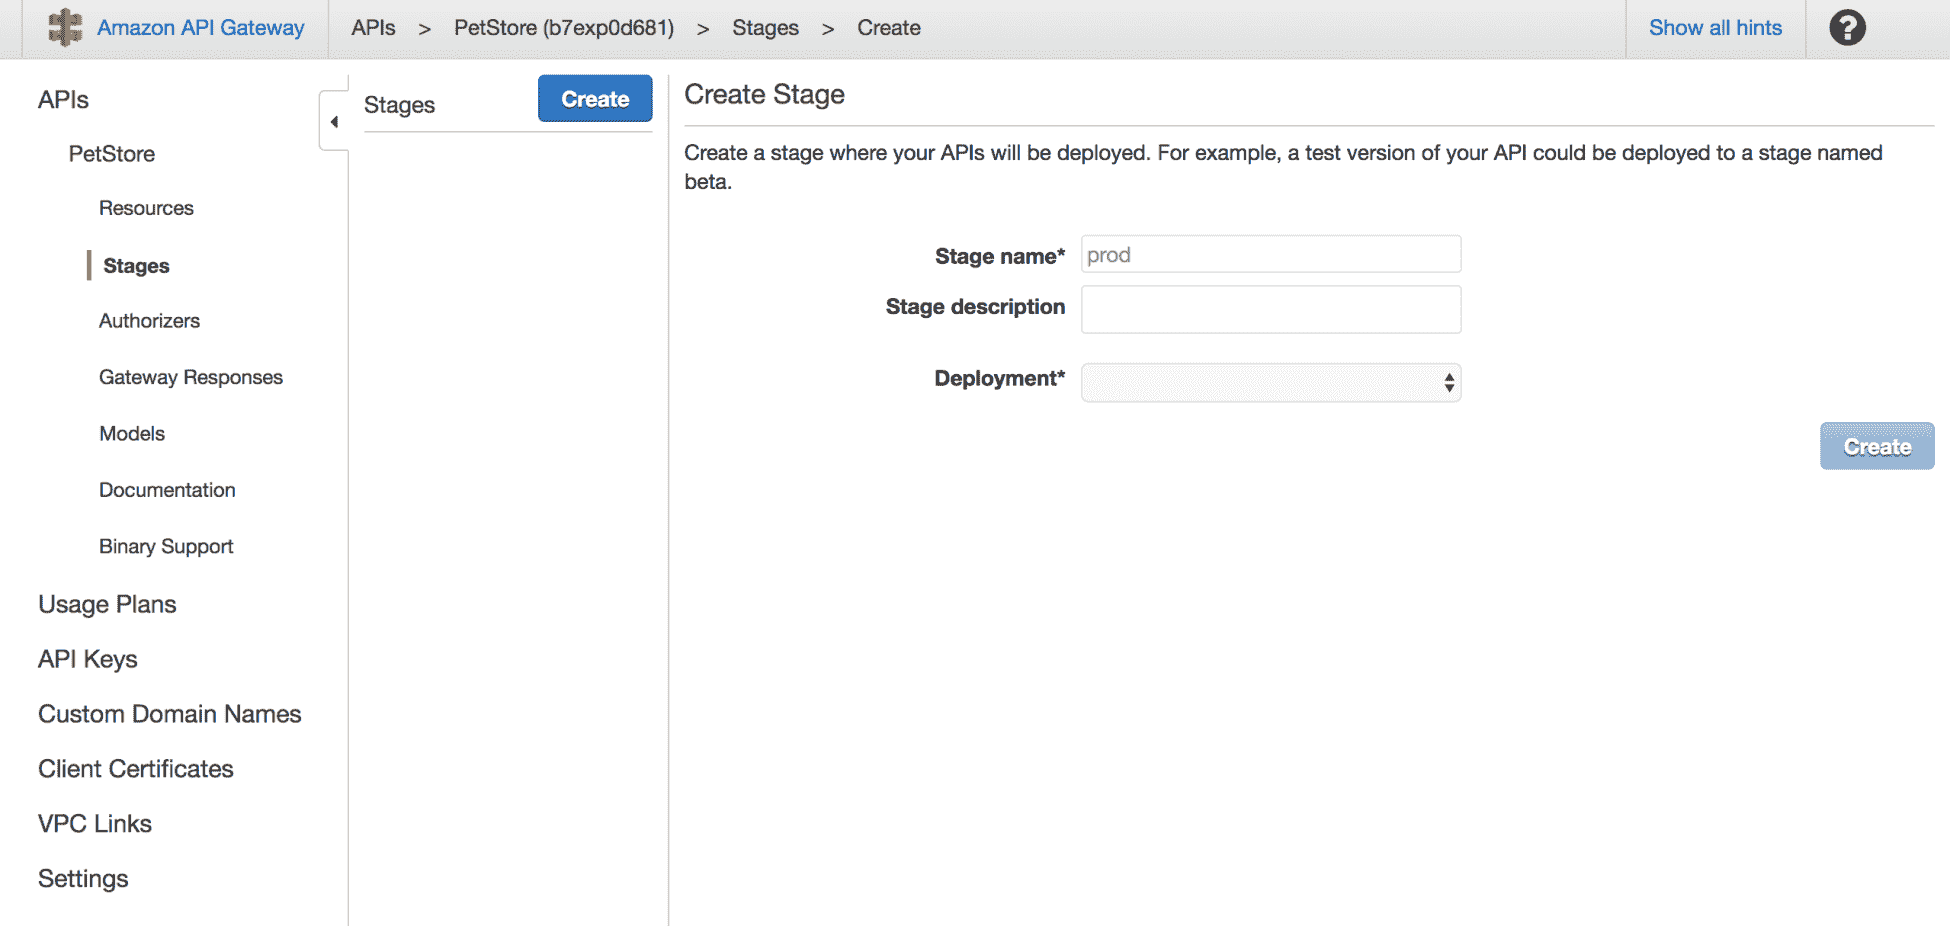 Amazon API Gateway
APIs > PetStore (b7exp0d681) > Stages > Create
Show all hints
?
APIs
PetStore
Resources
Stages
Authorizers
Gateway Responses
Models
Documentation
Binary Support
Usage Plans
API Keys
Custom Domain Names
Client Certificates
VPC Links
Settings
Stages
Create
Create Stage
Create a stage where your APIs will be deployed. For example, a test version of your API could be deployed to a stage named
beta.
Stage name* prod
Stage description
Deployment*
Create